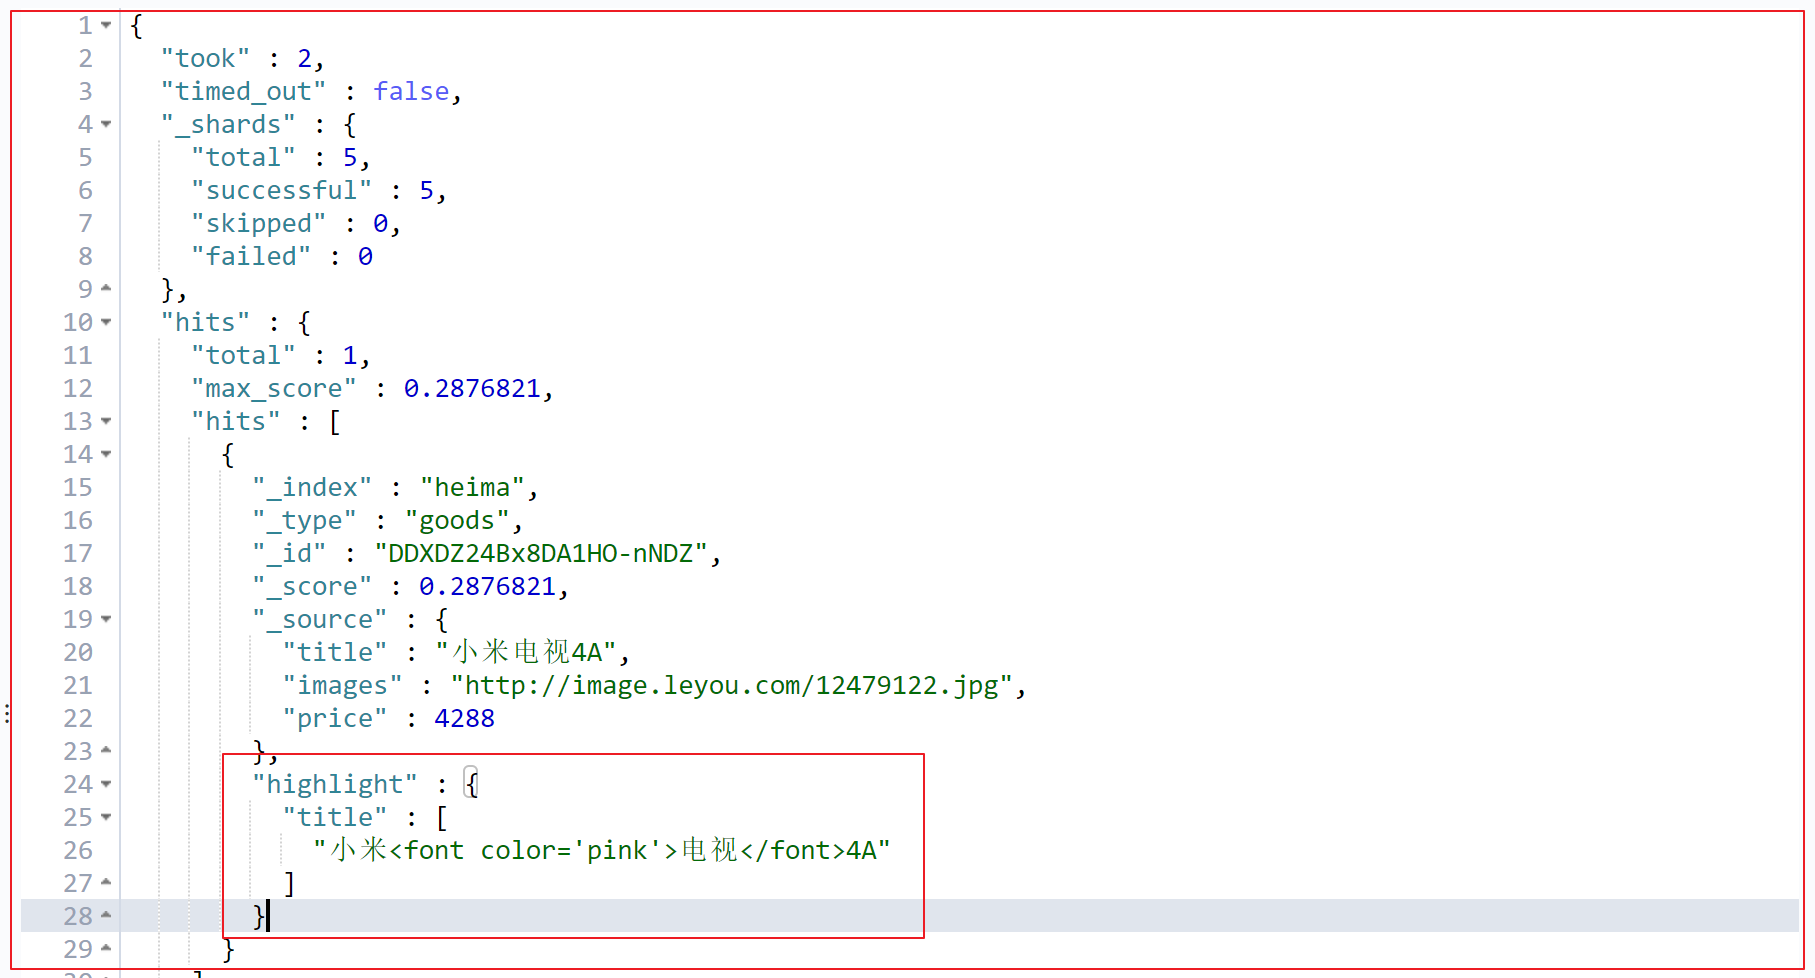 1 {
2 "took" : 2,
3 "timed_out" : false,
4 "_shards" : {
5 "total" : 5,
6 "successful" : 5,
7 "skipped" : 0,
8 "failed" : 0
9 },
10 "hits" : {
11 "total" : 1,
12 "max_score" : 0.2876821,
13 "hits" : [
14 {
15 "_index" : "heima",
16 "_type" : "goods",
17 "_id" : "DDXDZ24Bx8DA1HO-nNDZ",
18 "_score" : 0.2876821,
19 "_source" : {
20 "title" : "小米电视4A",
21 "images" : "http://image.leyou.com/12479122.jpg",
22 "price" : 4288
23 },
24 "highlight" : {
25 "title" : [
26 "小米<font color='pink'>电视</font>4A"
27 ]
28 }
29 }